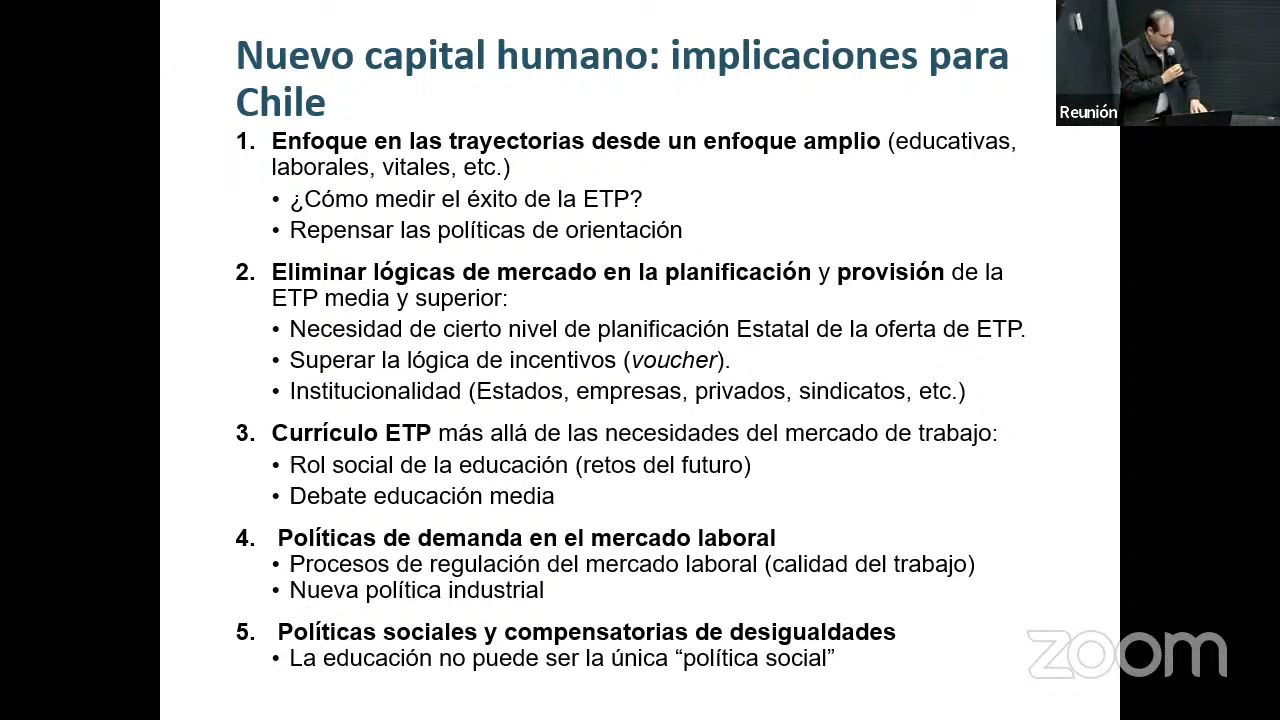 Nuevo capital humano: implicaciones para
Chile
1. Enfoque en las trayectorias desde un enfoque amplio (educativas,
laborales, vitales, etc.)
• ¿Cómo medir el éxito de la ETP?
• Repensar las políticas de orientación
2. Eliminar lógicas de mercado en la planificación y provisión de la
ETP media y superior:
• Necesidad de cierto nivel de planificación Estatal de la oferta de ETP.
• Superar la lógica de incentivos (voucher).
• Institucionalidad (Estados, empresas, privados, sindicatos, etc.)
3. Currículo ETP más allá de las necesidades del mercado de trabajo:
• Rol social de la educación (retos del futuro)
• Debate educación media
4. Políticas de demanda en el mercado laboral
• Procesos de regulación del mercado laboral (calidad del trabajo)
• Nueva política industrial
5. Políticas sociales y compensatorias de desigualdades
• La educación no puede ser la única “política social”
Reunión
zoom